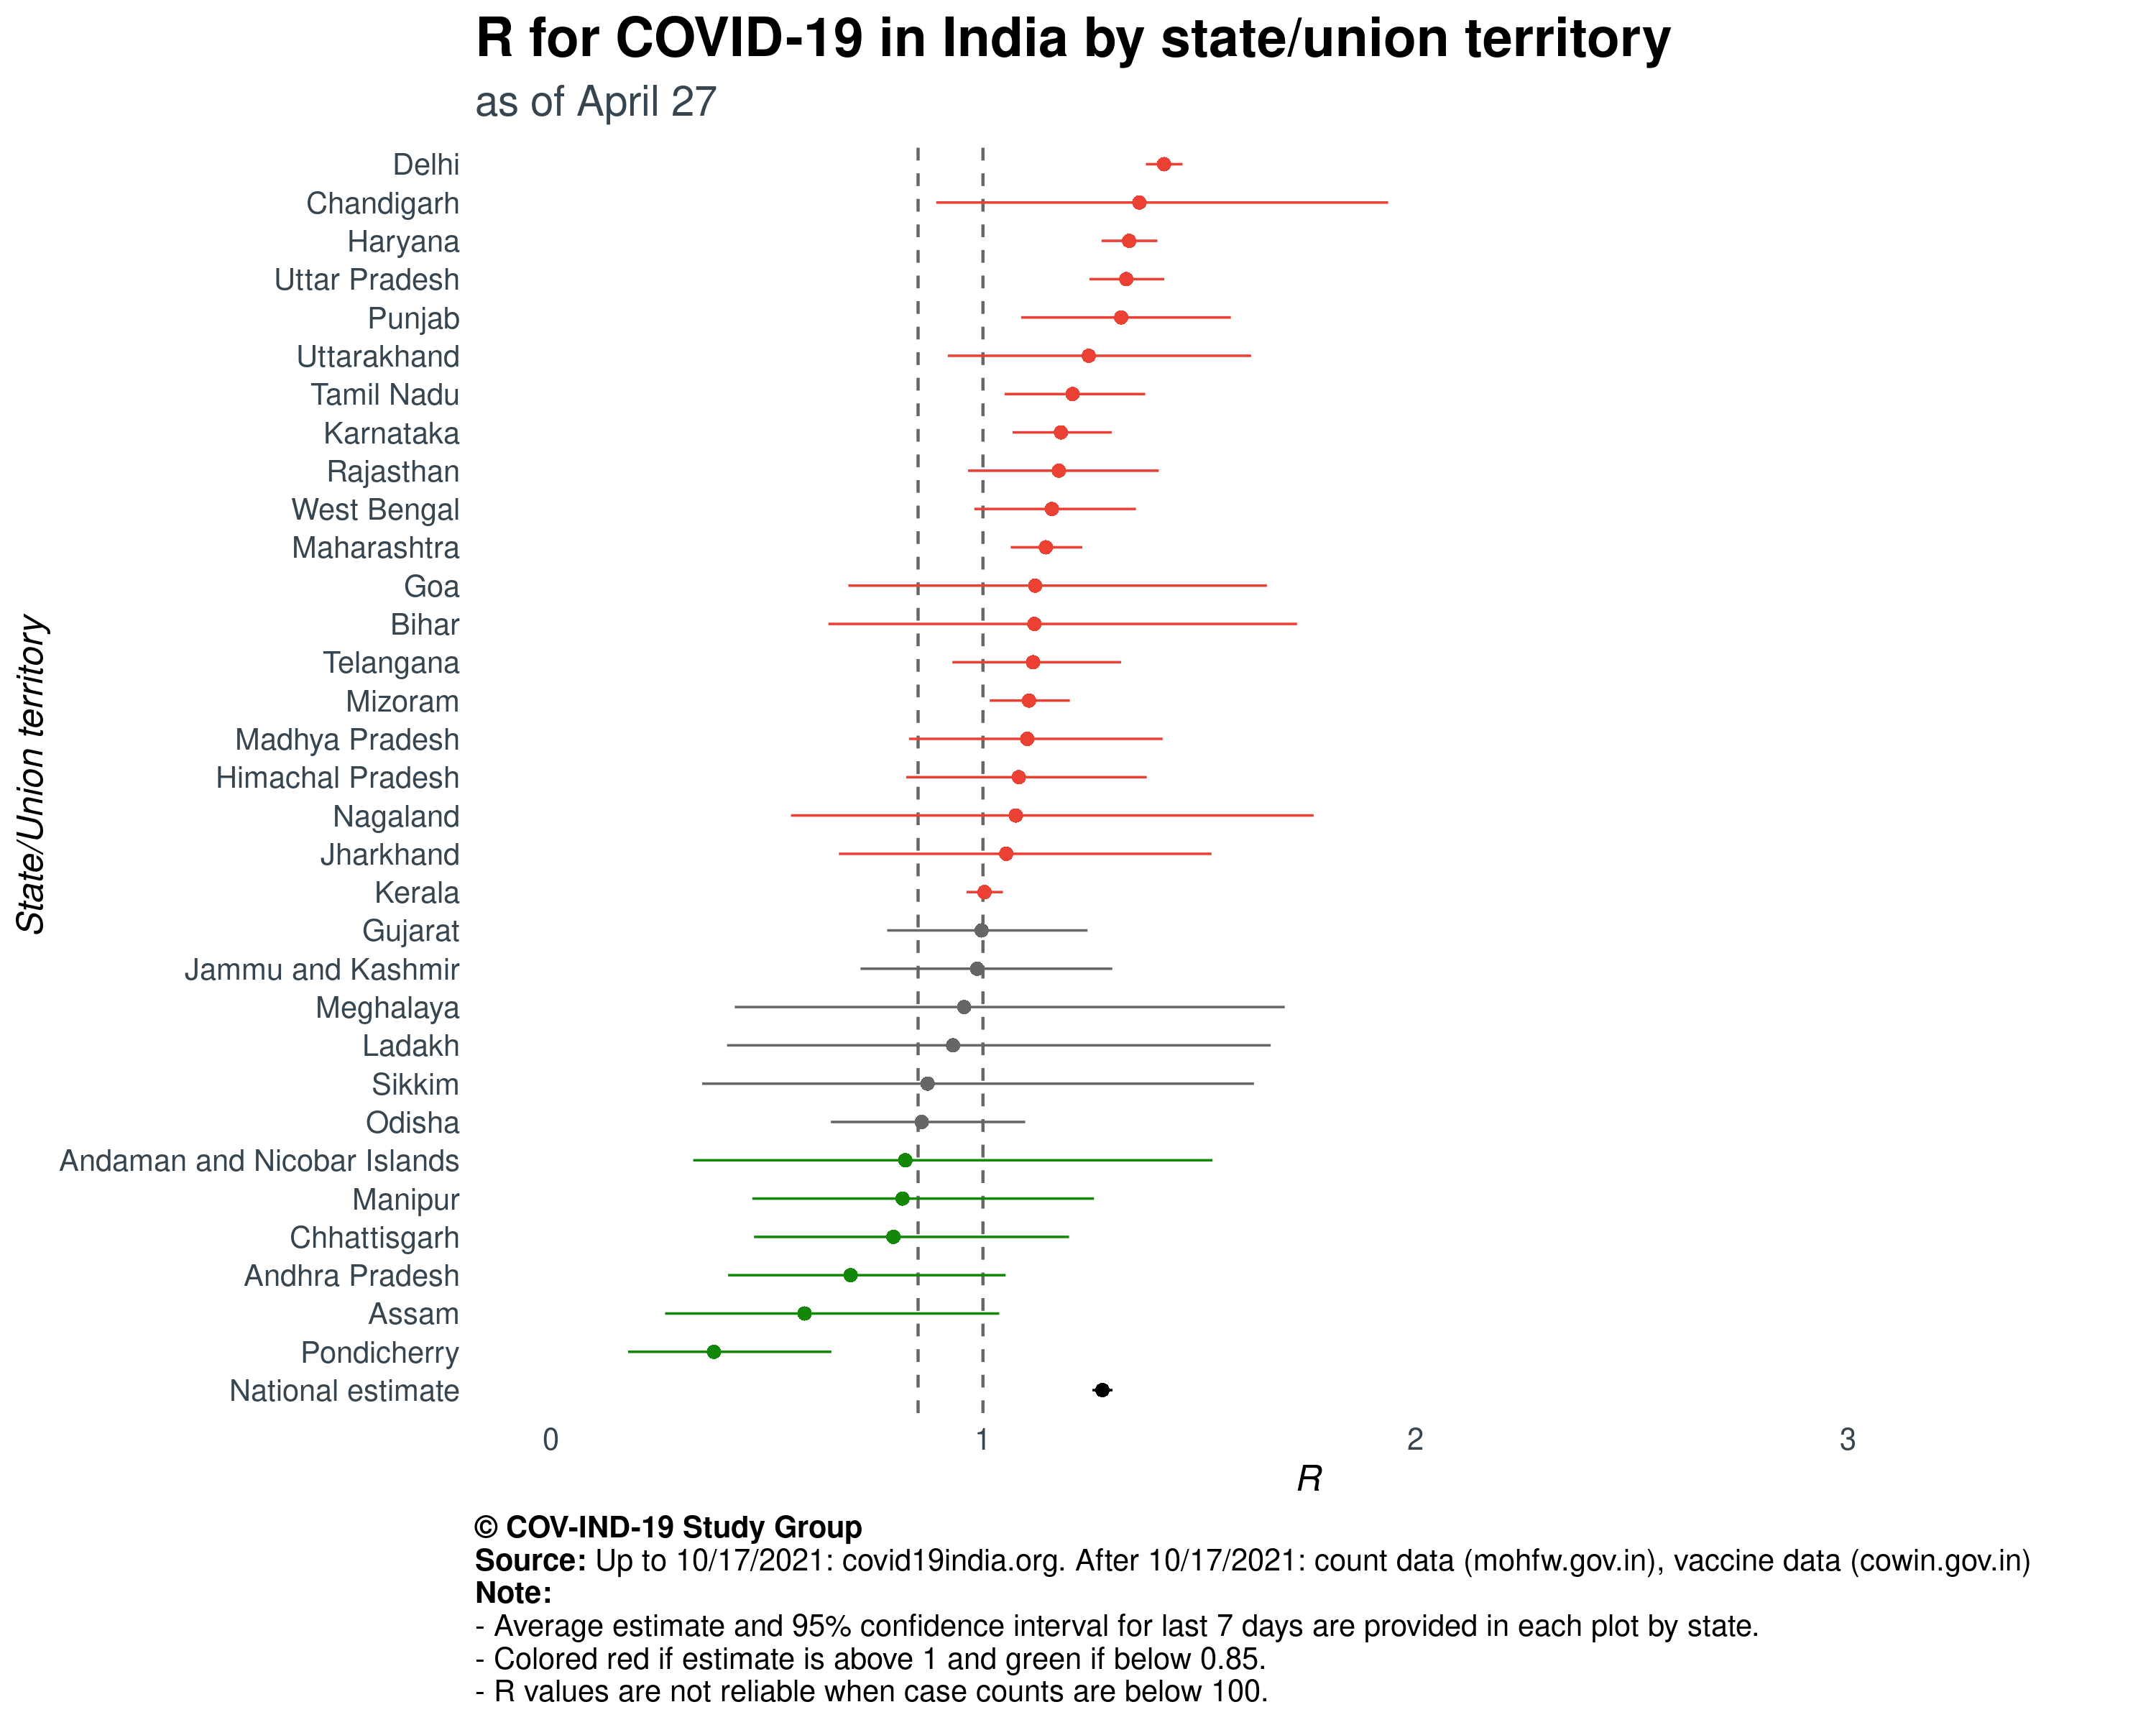 R for COVID-19 in India by state/union territory
as of April 27
State/Union territory
Delhi
Chandigarh
Haryana
Uttar Pradesh
Punjab
Uttarakhand
Tamil Nadu
Karnataka
Rajasthan
West Bengal
Maharashtra
Goa
Bihar
Telangana
Mizoram
Madhya Pradesh
Himachal Pradesh
Nagaland
Jharkhand
Kerala
Gujarat
Jammu and Kashmir
Meghalaya
Ladakh
Sikkim
Odisha
Andaman and Nicobar Islands
Manipur
Chhattisgarh
Andhra Pradesh
Assam
Pondicherry
National estimate
0 1 2 3
R
© COV-IND-19 Study Group
Source: Up to 10/17/2021: covid19india.org. After 10/17/2021: count data (mohfw.gov.in), vaccine data (cowin.gov.in)
Note:
- Average estimate and 95% confidence interval for last 7 days are provided in each plot by state.
- Colored red if estimate is above 1 and green if below 0.85.
- R values are not reliable when case counts are below 100.